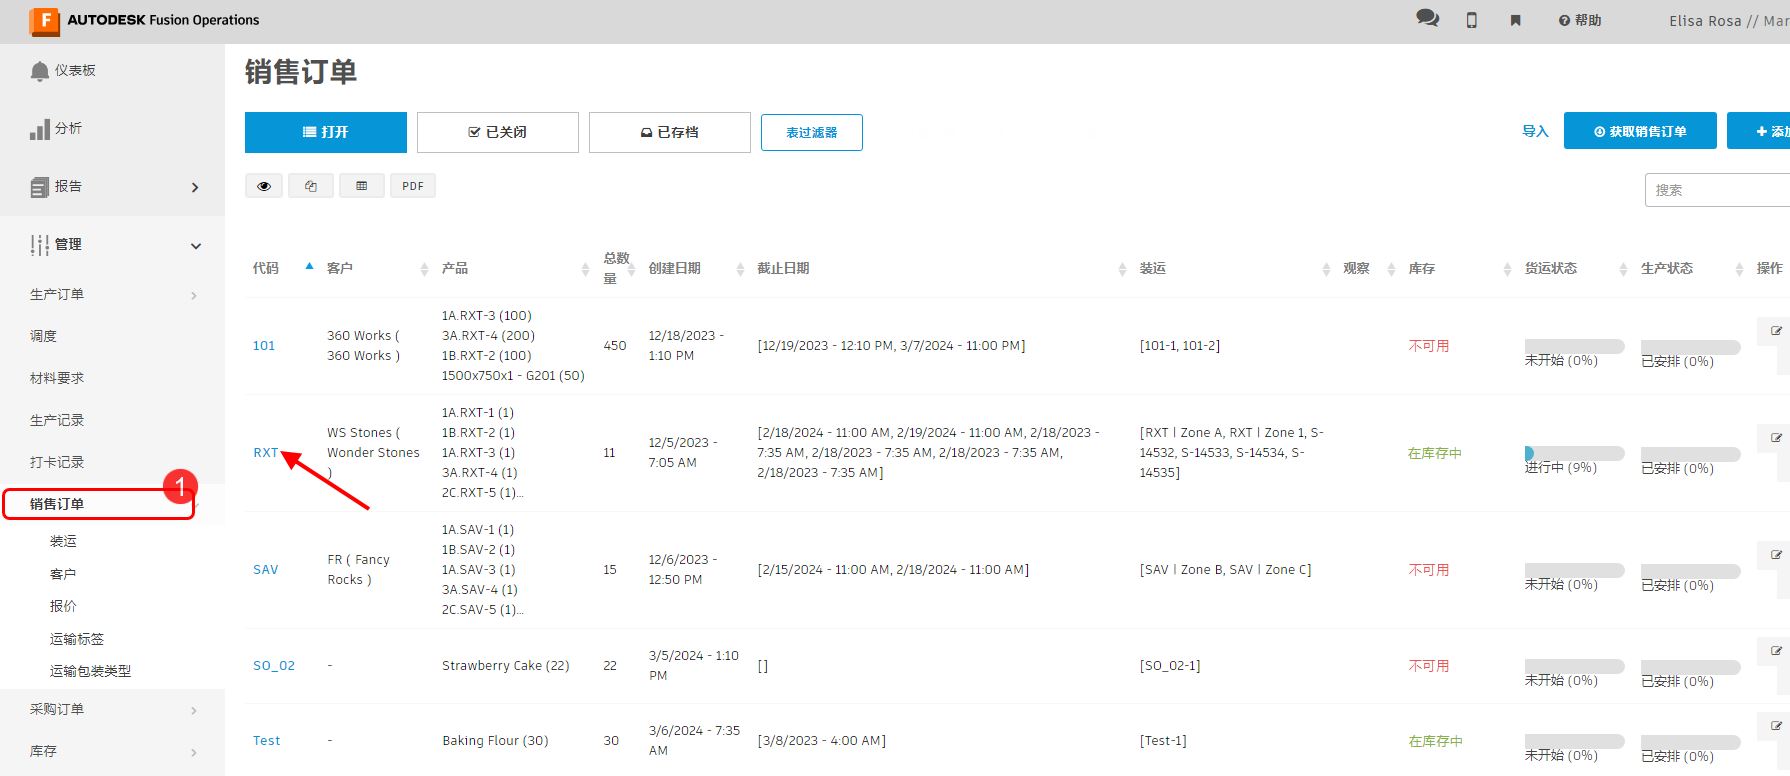 AUTODESK Fusion Operations
帮助
Elisa Rosa // Mar
仪表板
分析
报告
管理
生产订单
调度
材料要求
生产记录
打卡记录
销售订单
1
装运
客户
报价
运输标签
运输包装类型
采购订单
库存
销售订单
打开 已关闭 已存档 表过滤器
导入 获取销售订单 添加
PDF
搜索
代码 客户 产品 总数量 创建日期 截止日期 装运 观察 库存 货运状态 生产状态 操作
101
360 Works (
360 Works )
1A.RXT-3 (100)
3A.RXT-4 (200)
1B.RXT-2 (100)
1500x750x1 - G201 (50)
450
12/18/2023 -
1:10 PM
[12/19/2023 - 12:10 PM, 3/7/2024 - 11:00 PM]
[101-1, 101-2]
不可用
未开始 (0%)
已安排 (0%)
RXT
WS Stones (
Wonder Stones
)
1A.RXT-1 (1)
1B.RXT-2 (1)
1A.RXT-3 (1)
3A.RXT-4 (1)
2C.RXT-5 (1)...
11
12/5/2023 -
7:05 AM
[2/18/2024 - 11:00 AM, 2/19/2024 - 11:00 AM, 2/18/2023 -
7:35 AM, 2/18/2023 - 7:35 AM, 2/18/2023 - 7:35 AM,
2/18/2023 - 7:35 AM]
[RXT | Zone A, RXT | Zone 1, S-
14532, S-14533, S-14534, S-
14535]
在库存中
进行中 (9%)
已安排 (0%)
SAV
FR ( Fancy
Rocks )
1A.SAV-1 (1)
1B.SAV-2 (1)
1A.SAV-3 (1)
3A.SAV-4 (1)
2C.SAV-5 (1)...
15
12/6/2023 -
12:50 PM
[2/15/2024 - 11:00 AM, 2/18/2024 - 11:00 AM]
[SAV | Zone B, SAV | Zone C]
不可用
未开始 (0%)
已安排 (0%)
SO_02
-
Strawberry Cake (22)
22
3/5/2024 - 1:10
PM
[]
[SO_02-1]
不可用
未开始 (0%)
已安排 (0%)
Test
-
Baking Flour (30)
30
3/6/2024 - 7:35
AM
[3/8/2023 - 4:00 AM]
[Test-1]
在库存中
未开始 (0%)
已安排 (0%)